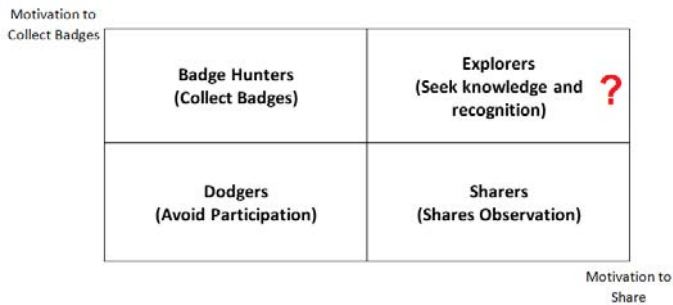 Motivation to
Collect Badges
Badge Hunters
(Collect Badges)
Explorers
(Seek knowledge and
recognition)
?
Dodgers
(Avoid Participation)
Sharers
(Shares Observation)
Motivation to
Share